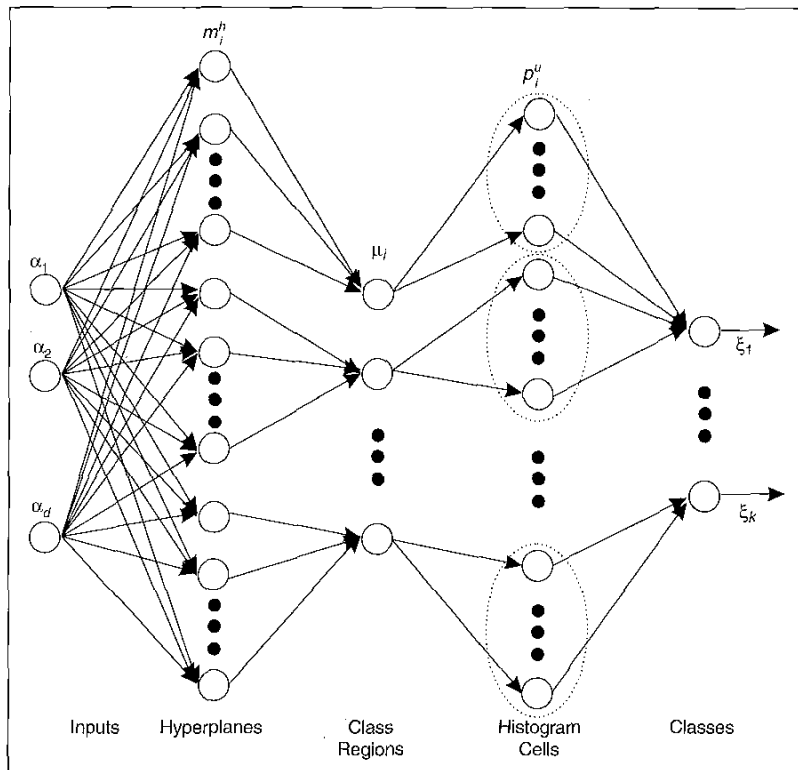 m_i^h
p_i^u
α_1
μ_i
α_2
ξ_1
α_d
ξ_k
Inputs Hyperplanes Class Regions Histogram Cells Classes